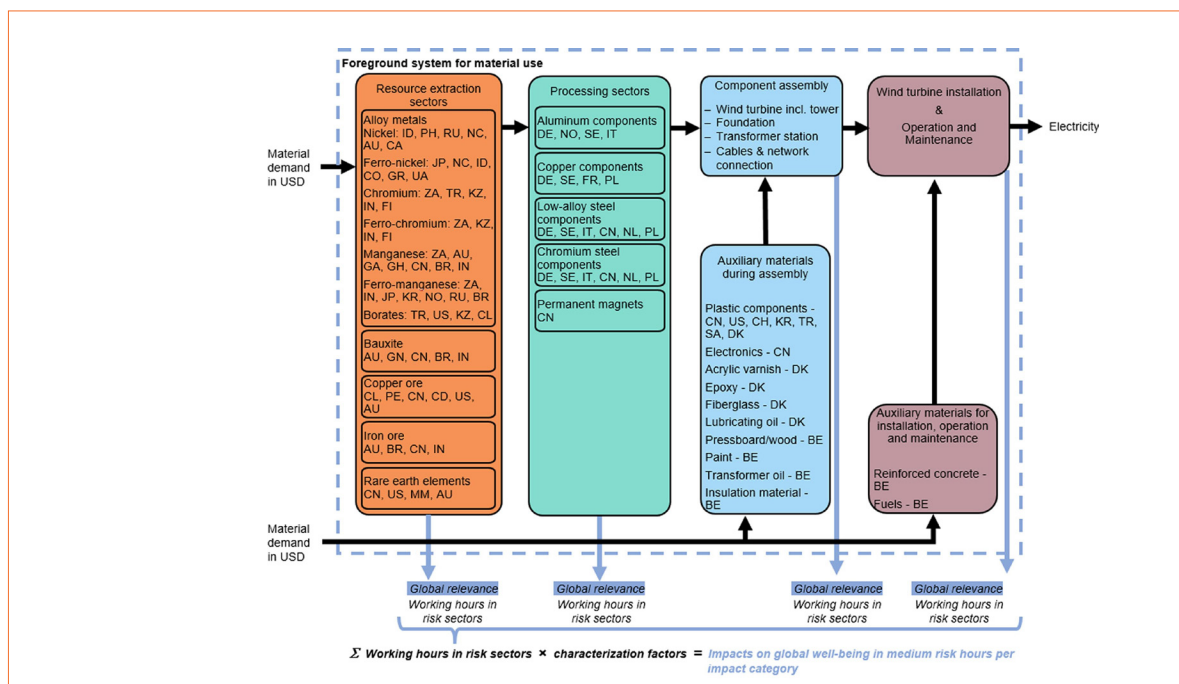 Foreground system for material use
Material
demand
in USD
Resource extraction
sectors
Alloy metals
Nickel: ID, PH, RU, NC,
AU, CA
Ferro-nickel: JP, NC, ID,
CO, GR, UA
Chromium: ZA, TR, KZ,
IN, FI
Ferro-chromium: ZA, KZ,
IN, FI
Manganese: ZA, AU,
GA, GH, CN, BR, IN
Ferro-manganese: ZA,
IN, JP, KR, NO, RU, BR
Borates: TR, US, KZ, CL
Bauxite
AU, GN, CN, BR, IN
Copper ore
CL, PE, CN, CD, US,
AU
Iron ore
AU, BR, CN, IN
Rare earth elements
CN, US, MM, AU
Processing sectors
Aluminum components
DE, NO, SE, IT
Copper components
DE, SE, FR, PL
Low-alloy steel
components
DE, SE, IT, CN, NL, PL
Chromium steel
components
DE, SE, IT, CN, NL, PL
Permanent magnets
CN
Component assembly
– Wind turbine incl. tower
– Foundation
– Transformer station
– Cables & network
connection
Auxiliary materials
during assembly
Plastic components -
CN, US, CH, KR, TR,
SA, DK
Electronics - CN
Acrylic varnish - DK
Epoxy - DK
Fiberglass - DK
Lubricating oil - DK
Pressboard/wood - BE
Paint - BE
Transformer oil - BE
Insulation material -
BE
Wind turbine installation
&
Operation and
Maintenance
Electricity
Auxiliary materials for
installation, operation
and maintenance
Reinforced concrete -
BE
Fuels - BE
Material
demand
in USD
Global relevance
Working hours in
risk sectors
Global relevance
Working hours in
risk sectors
Global relevance
Working hours in
risk sectors
Global relevance
Working hours in
risk sectors
Σ Working hours in risk sectors × characterization factors = Impacts on global well-being in medium risk hours per
impact category